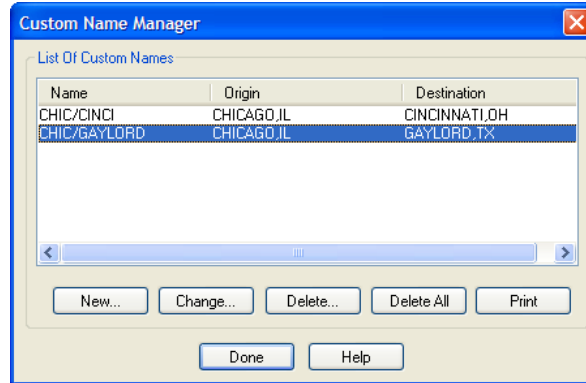 Custom Name Manager
List Of Custom Names
Name Origin Destination
CHIC/CINCI CHICAGO,IL CINCINNATI,OH
CHIC/GAYLORD CHICAGO,IL GAYLORD,TX
New... Change... Delete... Delete All Print
Done Help